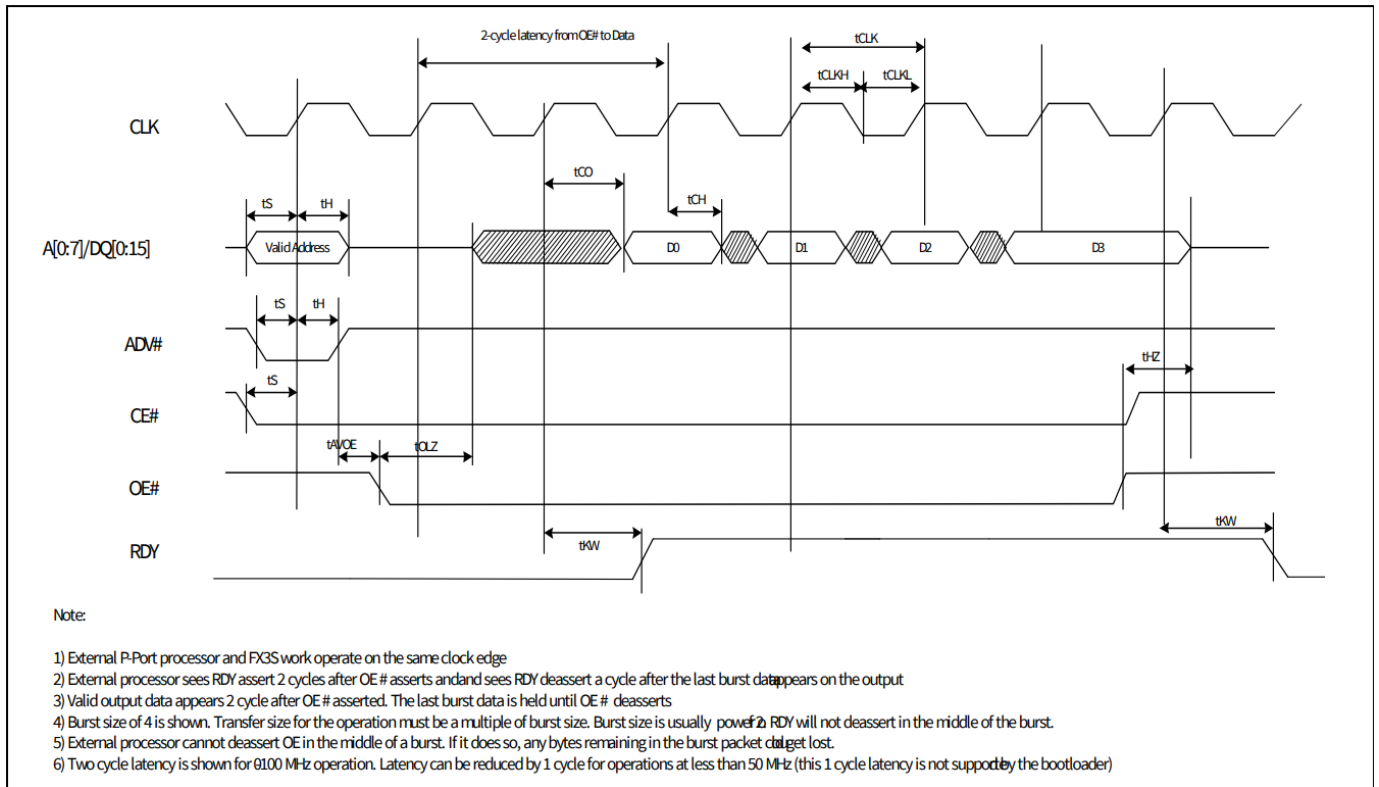 2-cycle latency from OE# to Data
tCLK
tCLKH tCLKL
CLK
tCO
tCH
tS tH
A[0:7]/DQ[0:15]
Valid Address D0 D1 D2 D3
tS tH
ADV#
tHZ
tS
CE#
tAVOE tOLZ
OE#
tKW tKW
RDY
Note:
1) External P-Port processor and FX3S work operate on the same clock edge
2) External processor sees RDY assert 2 cycles after OE # asserts andand sees RDY deassert a cycle after the last burst data appears on the output
3) Valid output data appears 2 cycle after OE # asserted. The last burst data is held until OE # deasserts
4) Burst size of 4 is shown. Transfer size for the operation must be a multiple of burst size. Burst size is usually RDY will not deassert in the middle of the burst.
5) External processor cannot deassert OE in the middle of a burst. If it does so, any bytes remaining in the burst packet get lost.
6) Two cycle latency is shown for 0-100 MHz operation. Latency can be reduced by 1 cycle for operations at less than 50 MHz (this 1 cycle latency is not supported by the bootloader)